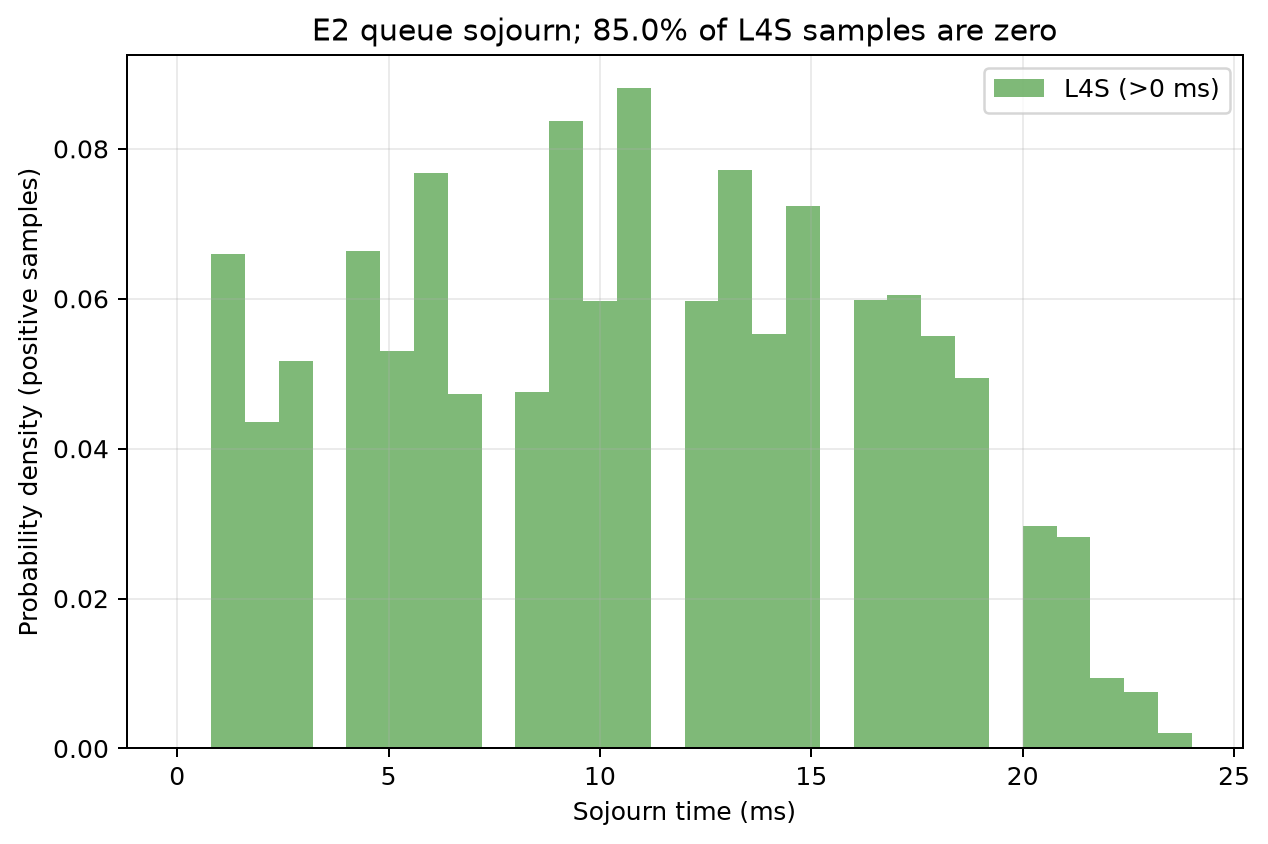 E2 queue sojourn; 85.0% of L4S samples are zero
L4S (>0 ms)
Probability density (positive samples)
0.08
0.06
0.04
0.02
0.00
0 5 10 15 20 25
Sojourn time (ms)